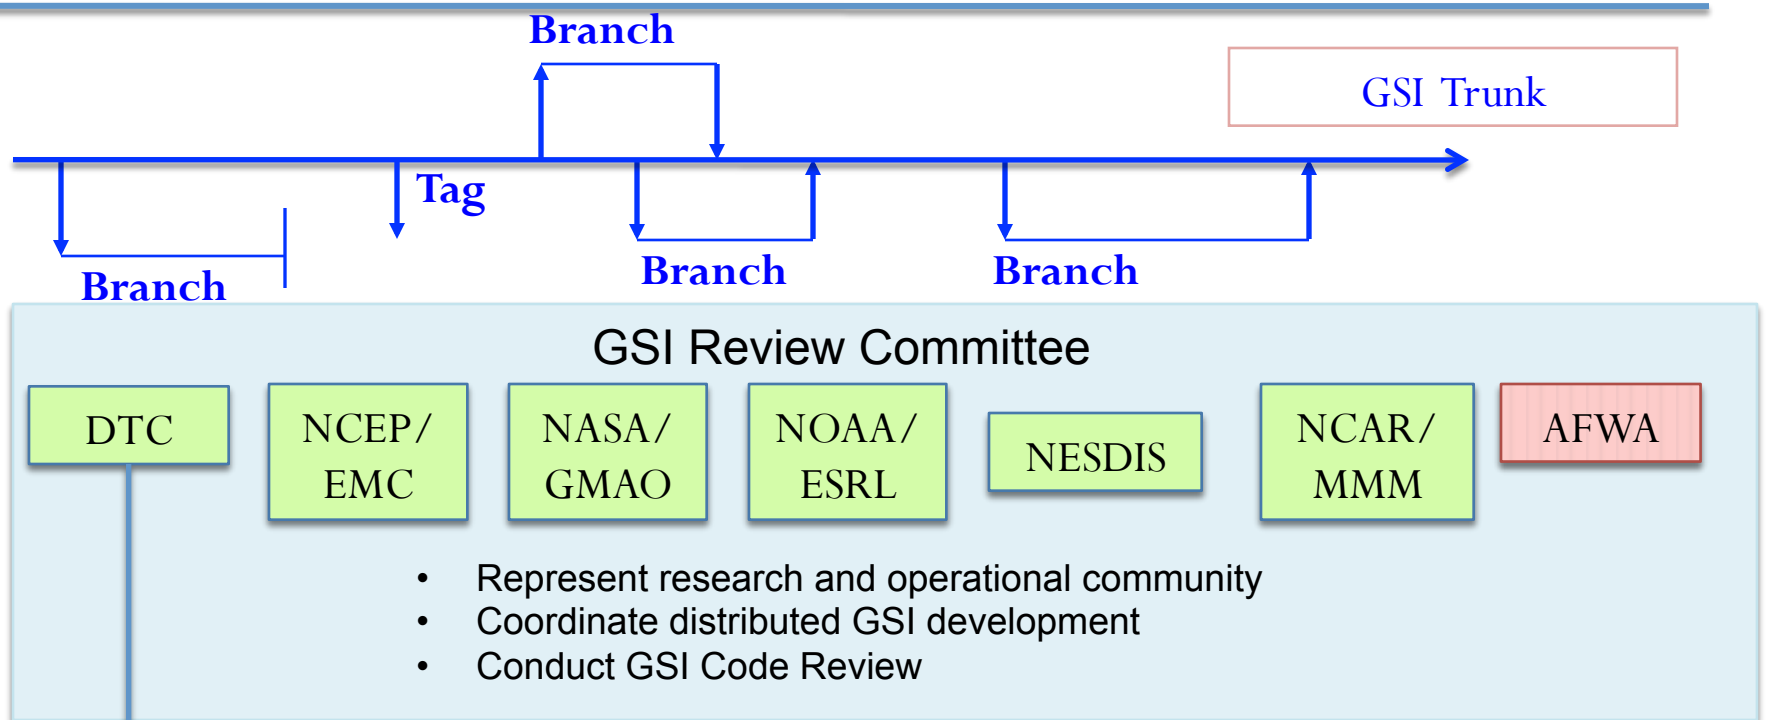 Branch
GSI Trunk
Tag
Branch
Branch
Branch
GSI Review Committee
DTC
NCEP/
EMC
NASA/
GMAO
NOAA/
ESRL
NESDIS
NCAR/
MMM
AFWA
• Represent research and operational community
• Coordinate distributed GSI development
• Conduct GSI Code Review